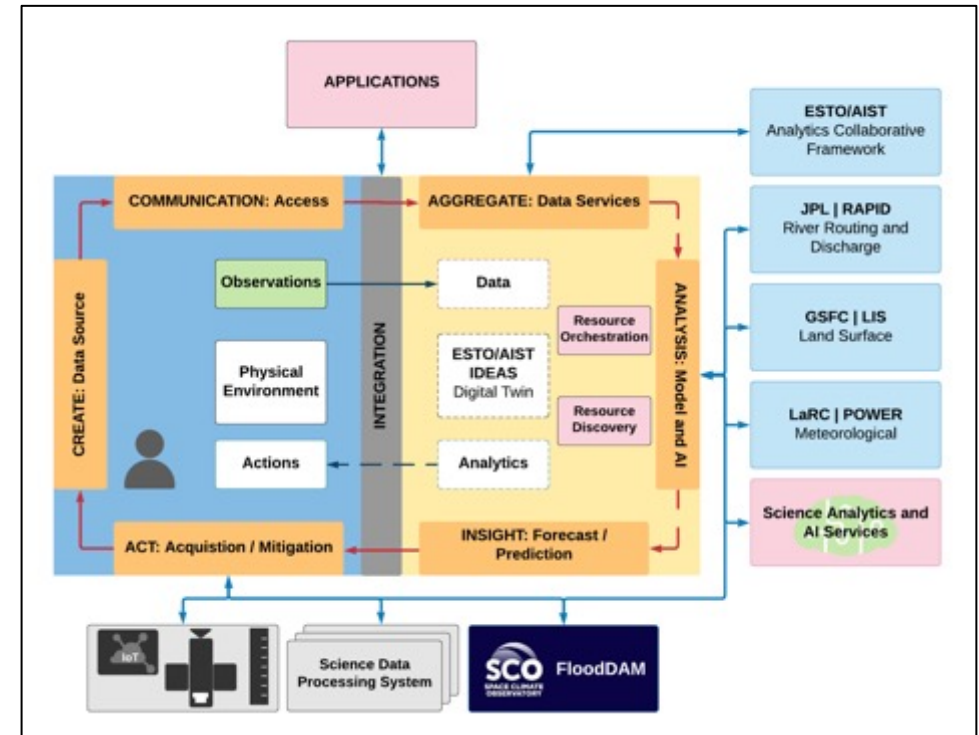 APPLICATIONS
ESTO/AIST
Analytics Collaborative
Framework
COMMUNICATION: Access
AGGREGATE: Data Services
JPL | RAPID
River Routing and
Discharge
CREATE: Data Source
Observations
INTEGRATION
Data
Resource
Orchestration
ANALYSIS: Model and AI
GSFC | LIS
Land Surface
Physical
Environment
ESTO/AIST
IDEAS
Digital Twin
Resource
Discovery
LaRC | POWER
Meteorological
Actions
Analytics
Science Analytics and
AI Services
ACT: Acquistion / Mitigation
INSIGHT: Forecast /
Prediction
IoT
Science Data
Processing System
SCO
SPACE CLIMATE
OBSERVATORY
FloodDAM